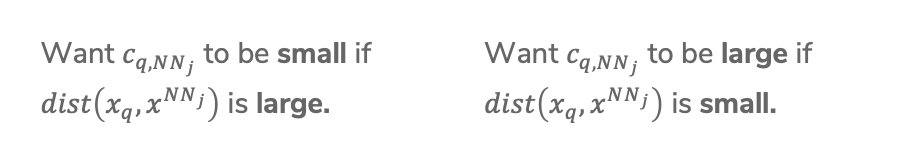 Want c_{q,NN_j} to be small if
dist(x_q, x^{NN_j}) is large.
Want c_{q,NN_j} to be large if
dist(x_q, x^{NN_j}) is small.